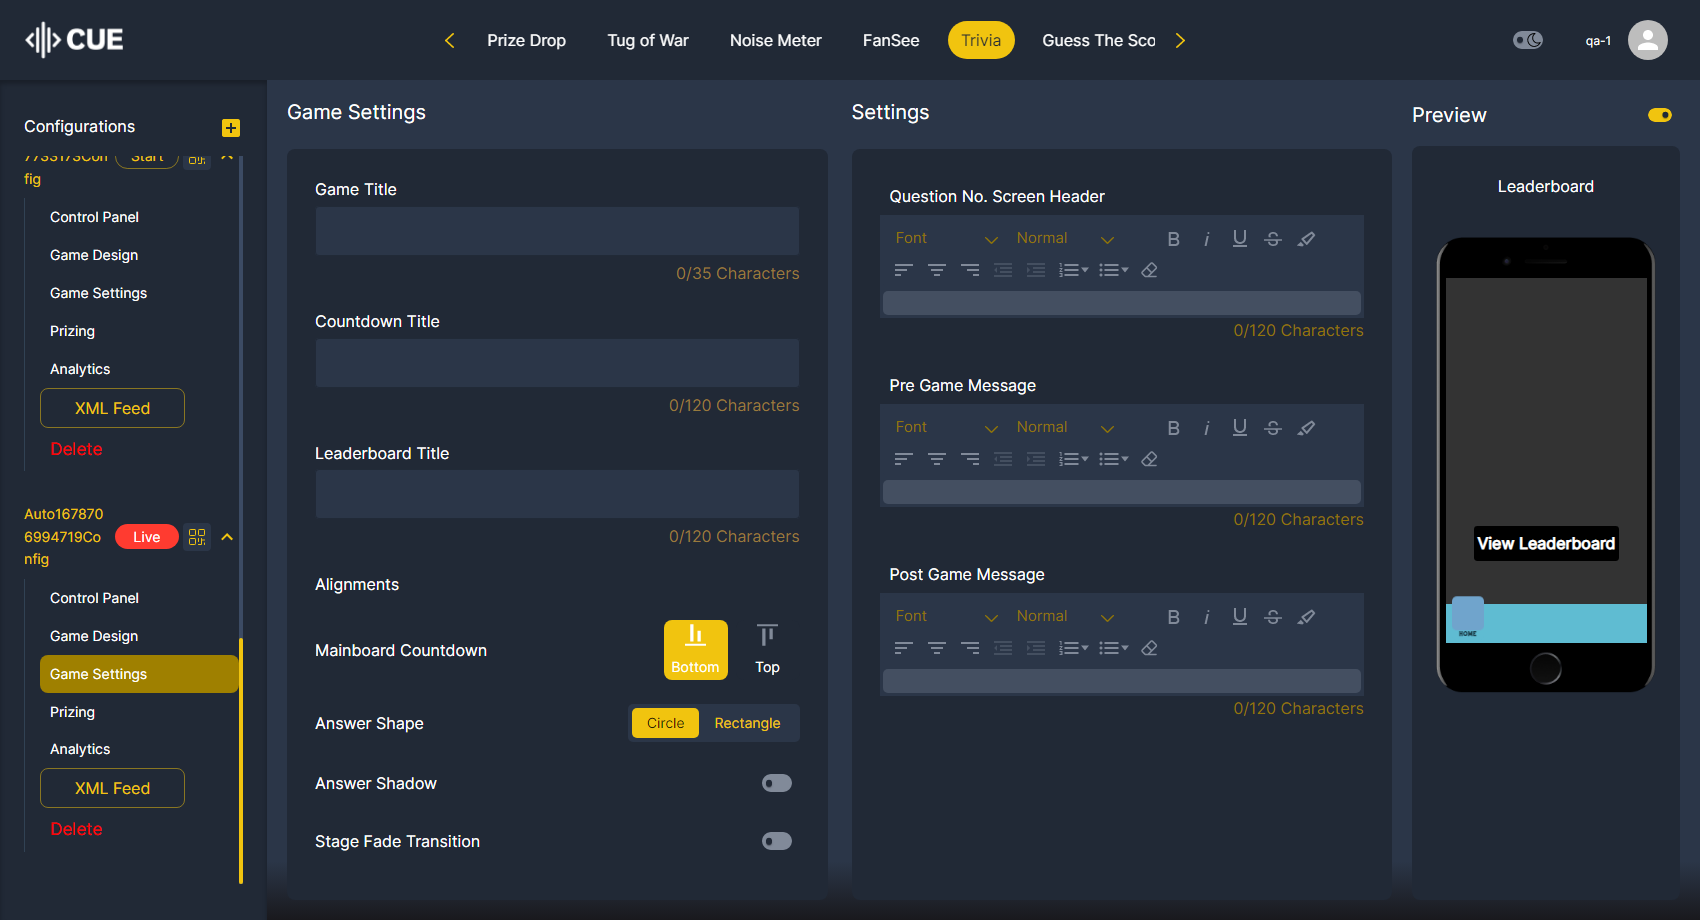 CUE
Prize Drop
Tug of War
Noise Meter
FanSee
Trivia
Guess The Sco
qa-1
Configurations
7733173Con
fig
Start
Control Panel
Game Design
Game Settings
Prizing
Analytics
XML Feed
Delete
Auto167870
6994719Co
nfig
Live
Control Panel
Game Design
Game Settings
Prizing
Analytics
XML Feed
Delete
Game Settings
Game Title
0/35 Characters
Countdown Title
0/120 Characters
Leaderboard Title
0/120 Characters
Alignments
Mainboard Countdown
Bottom
Top
Answer Shape
Circle
Rectangle
Answer Shadow
Stage Fade Transition
Settings
Question No. Screen Header
Font
Normal
0/120 Characters
Pre Game Message
Font
Normal
0/120 Characters
Post Game Message
Font
Normal
0/120 Characters
Preview
Leaderboard
View Leaderboard
HOME